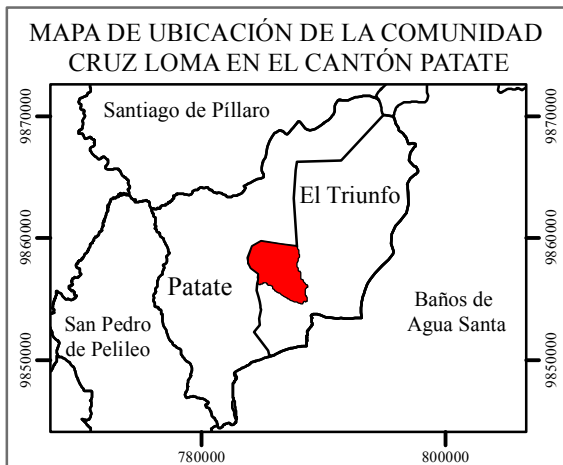 MAPA DE UBICACIÓN DE LA COMUNIDAD
CRUZ LOMA EN EL CANTÓN PATATE
9870000
9870000
Santiago de Píllaro
El Triunfo
9860000
9860000
Patate
Baños de
Agua Santa
San Pedro
de Pelileo
9850000
9850000
780000
800000